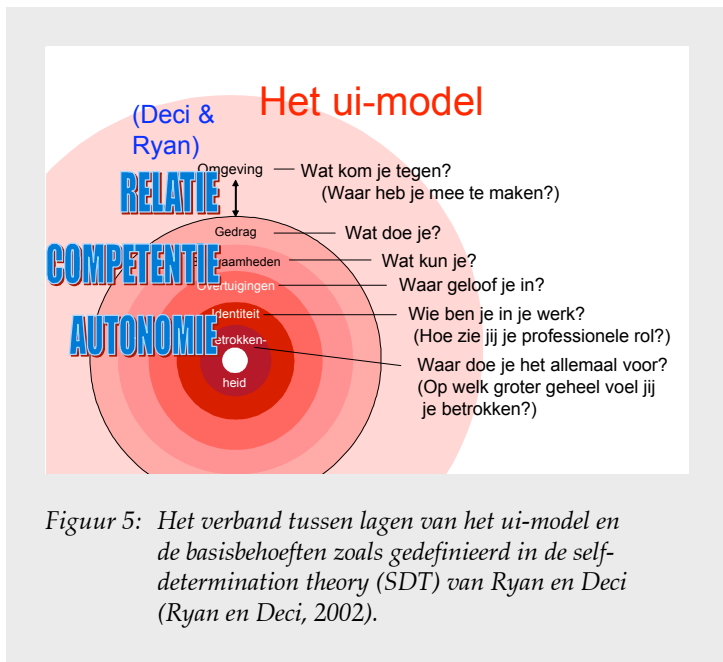 Het ui-model
(Deci &
Ryan)
Omgeving
Wat kom je tegen?
(Waar heb je mee te maken?)
RELATIE
Gedrag
Wat doe je?
COMPETENTIE
Wat kun je?
Overtuigingen
Waar geloof je in?
Identiteit
Wie ben je in je werk?
(Hoe zie jij je professionele rol?)
AUTONOMIE
Waar doe je het allemaal voor?
(Op welk groter geheel voel jij
je betrokken?)
heid
Figuur 5: Het verband tussen lagen van het ui-model en
de basisbehoeften zoals gedefinieerd in de self-
determination theory (SDT) van Ryan en Deci
(Ryan en Deci, 2002).